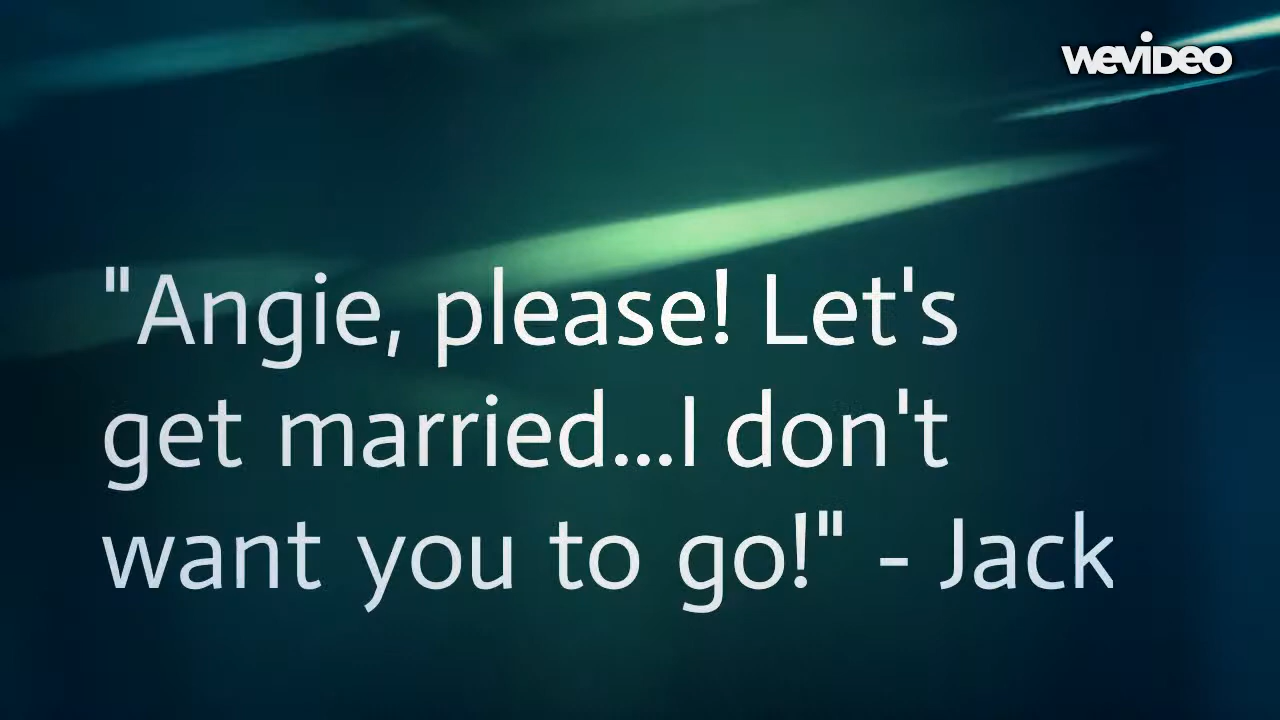 wevideo
"Angie, please! Let's
get married...I don't
want you to go!" - Jack